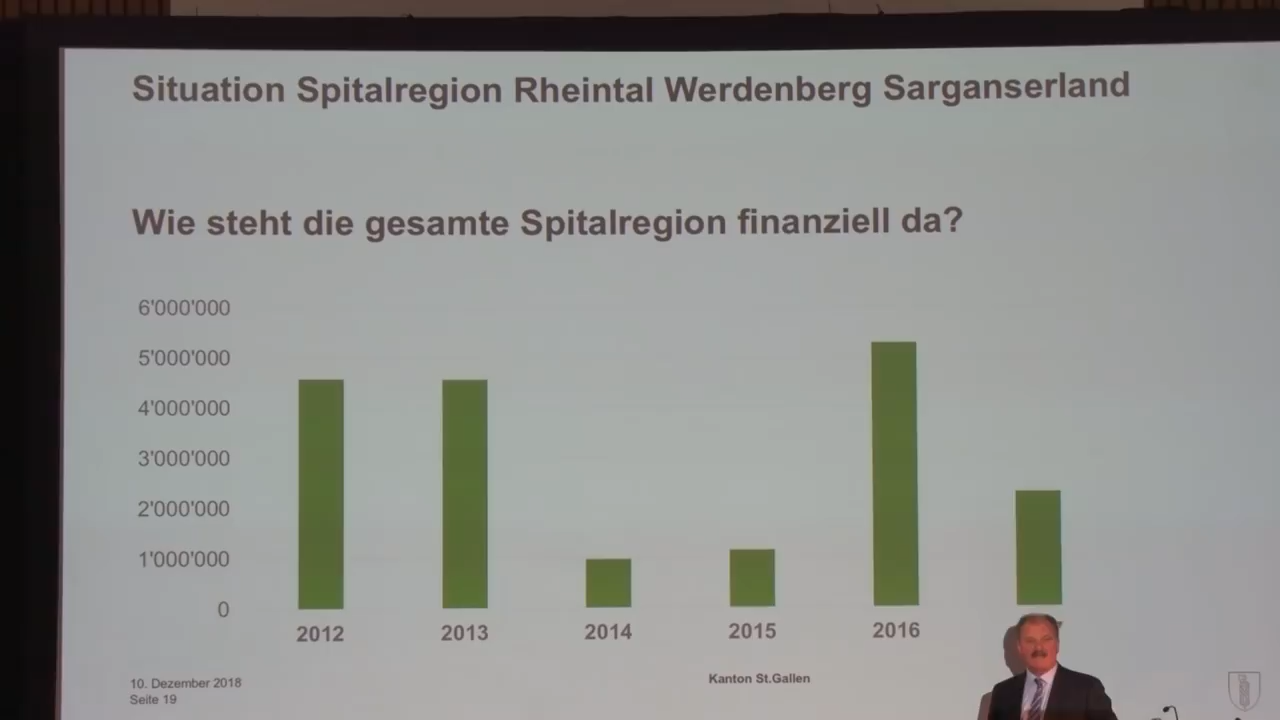 Situation Spitalregion Rheintal Werdenberg Sarganserland
Wie steht die gesamte Spitalregion finanziell da?
6'000'000
5'000'000
4'000'000
3'000'000
2'000'000
1'000'000
0
2012 2013 2014 2015 2016
10. Dezember 2018
Seite 19
Kanton St.Gallen